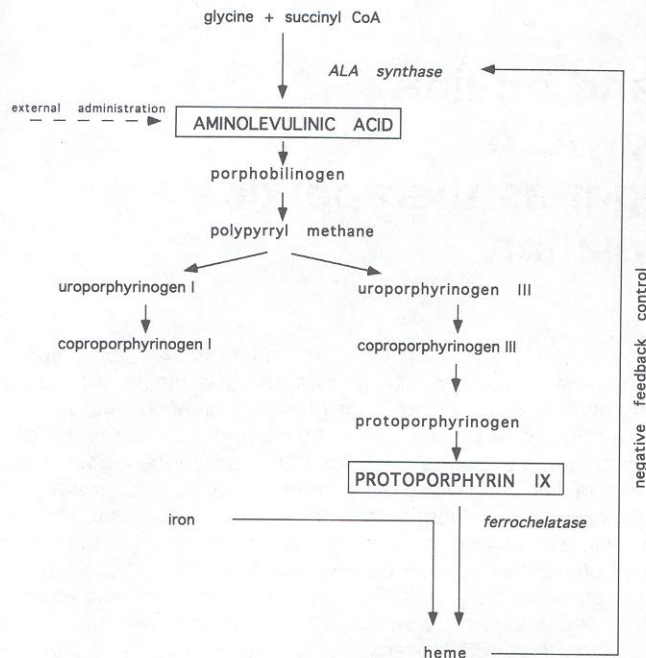 glycine + succinyl CoA
ALA synthase
external administration
AMINOLEVULINIC ACID
porphobilinogen
polypyrryl methane
uroporphyrinogen I
uroporphyrinogen III
coproporphyrinogen I
coproporphyrinogen III
protoporphyrinogen
PROTOPORPHYRIN IX
iron
ferrochelatase
heme
negative feedback control